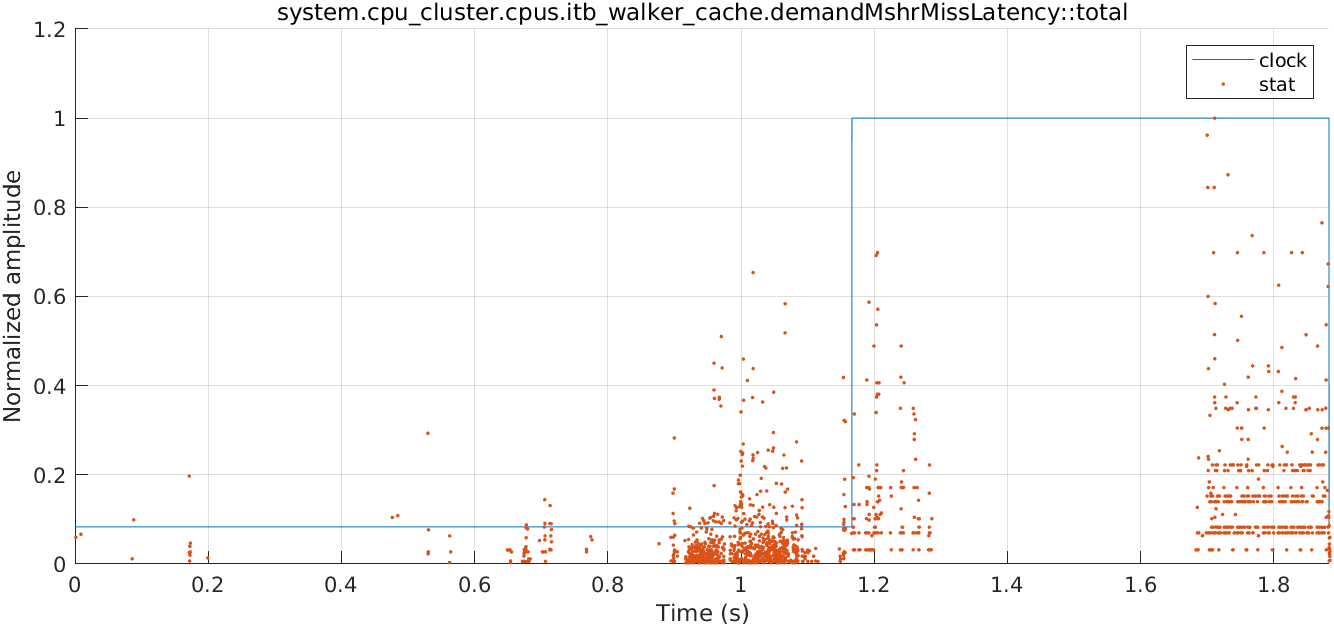 system.cpu_cluster.cpus.itb_walker_cache.demandMshrMissLatency::total
1.2
1
0.8
0.6
0.4
0.2
0
Normalized amplitude
clock
stat
0 0.2 0.4 0.6 0.8 1 1.2 1.4 1.6 1.8
Time (s)